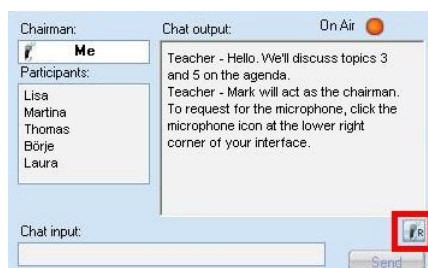 Chairman:
Me
Participants:
Lisa
Martina
Thomas
Börje
Laura
Chat output:
On Air
Teacher - Hello. We'll discuss topics 3
and 5 on the agenda.
Teacher - Mark will act as the chairman.
To request for the microphone, click the
microphone icon at the lower right
corner of your interface.
R
Chat input:
Send